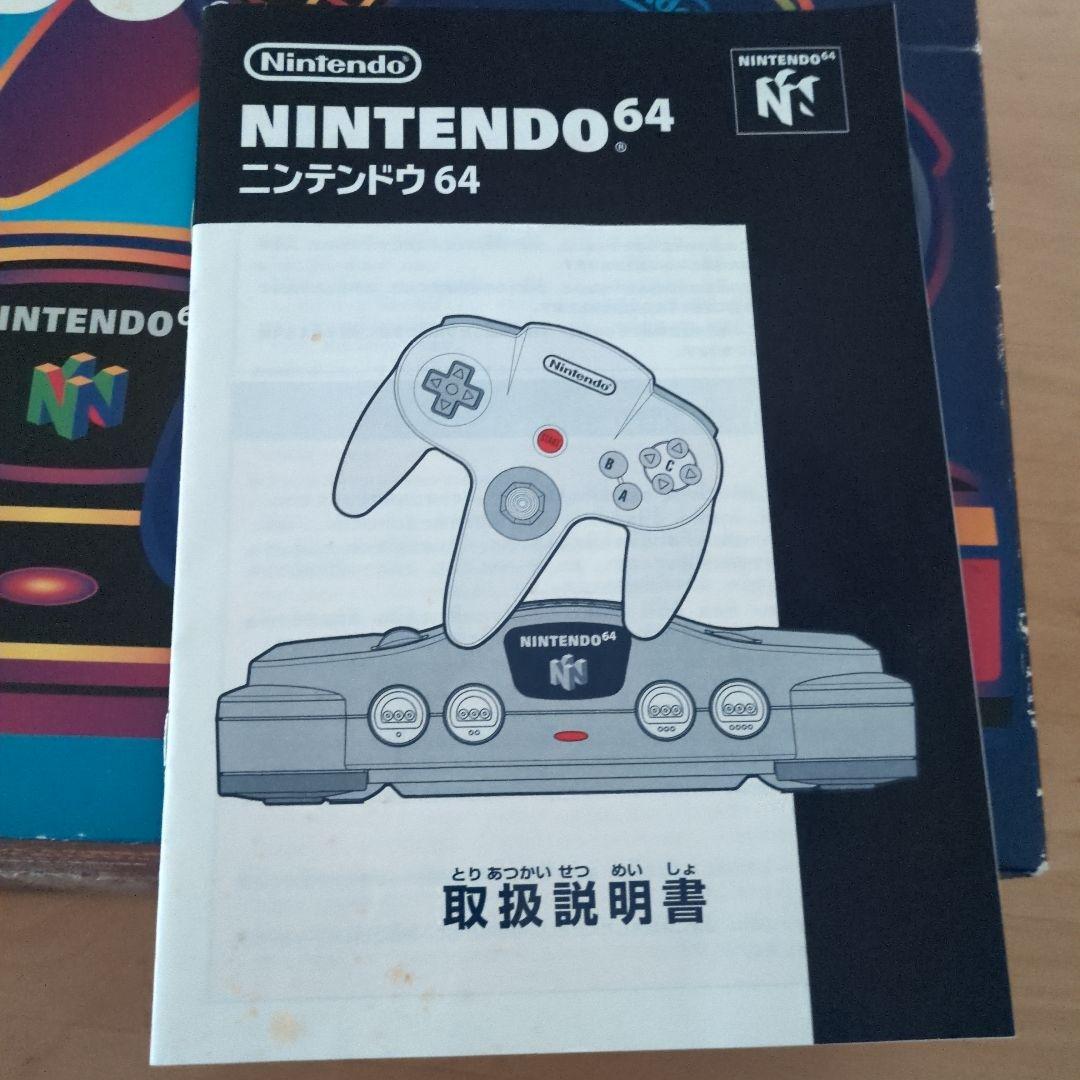 Nintendo
NINTENDO64
NINTENDO64
ニンテンドウ 64
INTENDO6
Nintendo
START
B
A
C
NINTENDO64
とり あつかい せつ めい しょ
取扱説明書